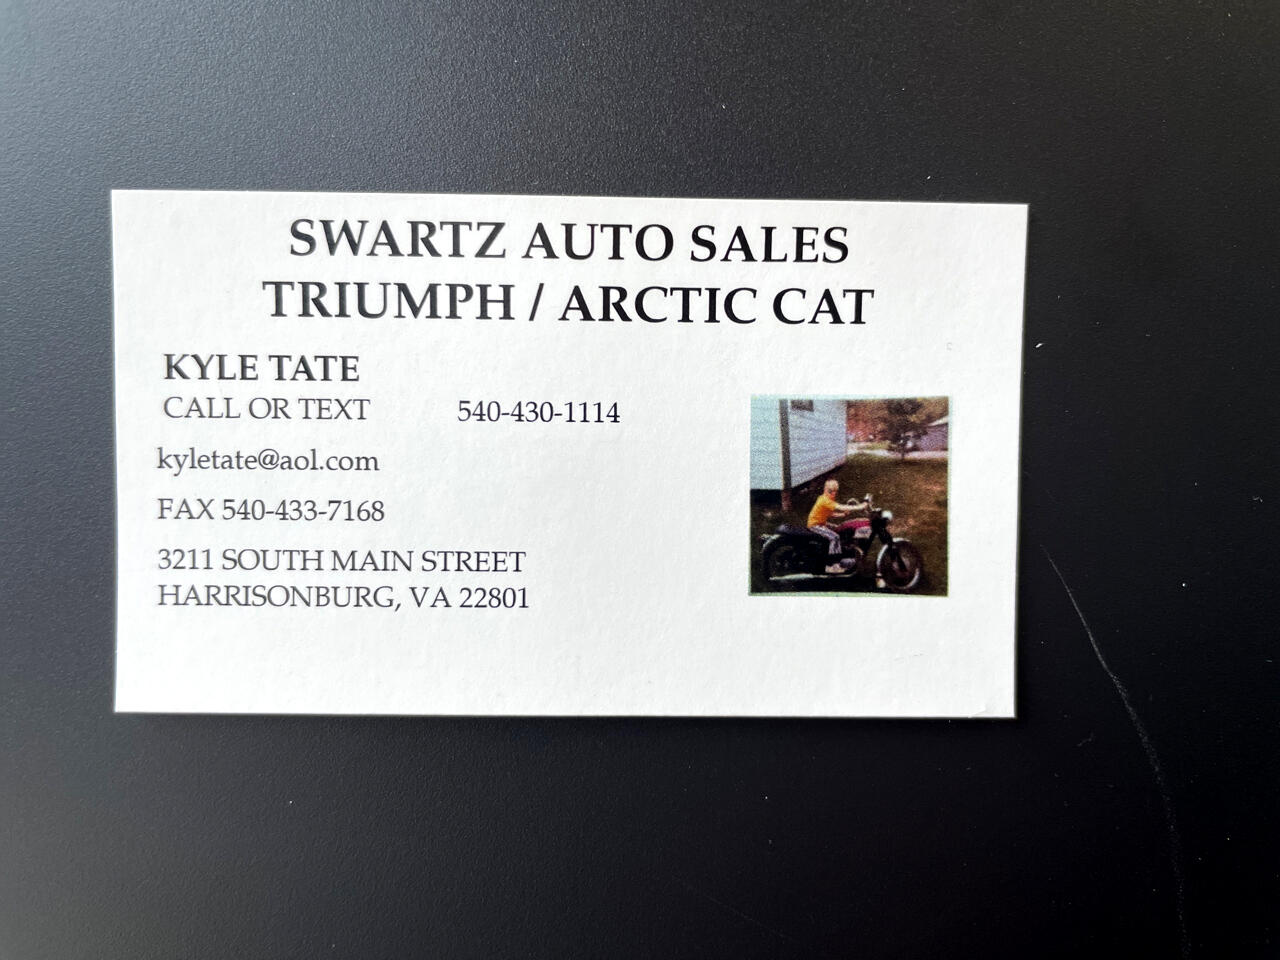 SWARTZ AUTO SALES
TRIUMPH / ARCTIC CAT
KYLE TATE
CALL OR TEXT 540-430-1114
kyletate@aol.com
FAX 540-433-7168
3211 SOUTH MAIN STREET
HARRISONBURG, VA 22801